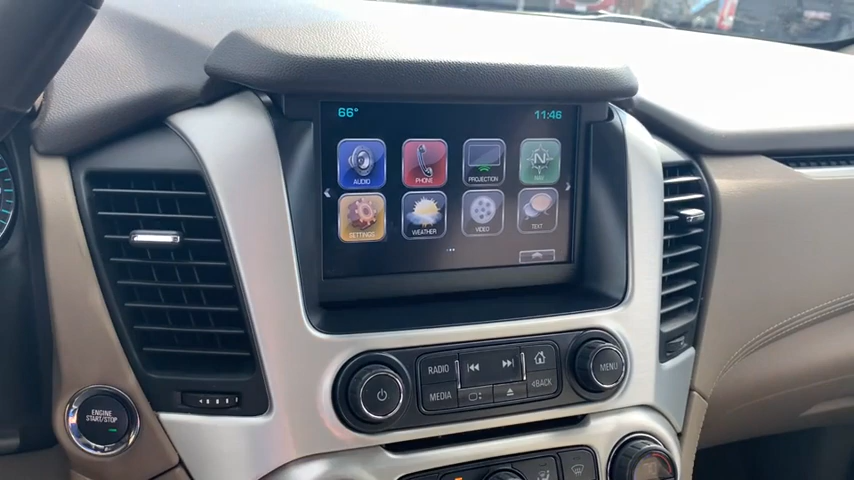 66° 11:46
AUDIO PHONE PROJECTION NAV
SETTINGS WEATHER VIDEO TEXT
N
RADIO
MEDIA
BACK
MENU
ENGINE
START/STOP